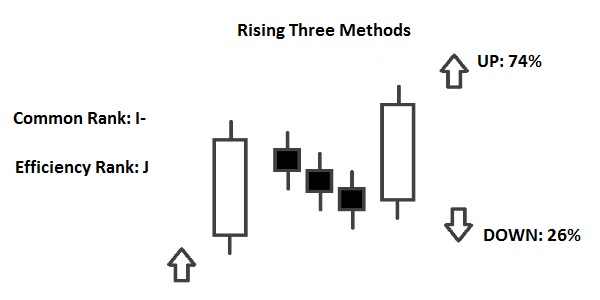 Rising Three Methods
UP: 74%
Common Rank: I-
Efficiency Rank: J
DOWN: 26%